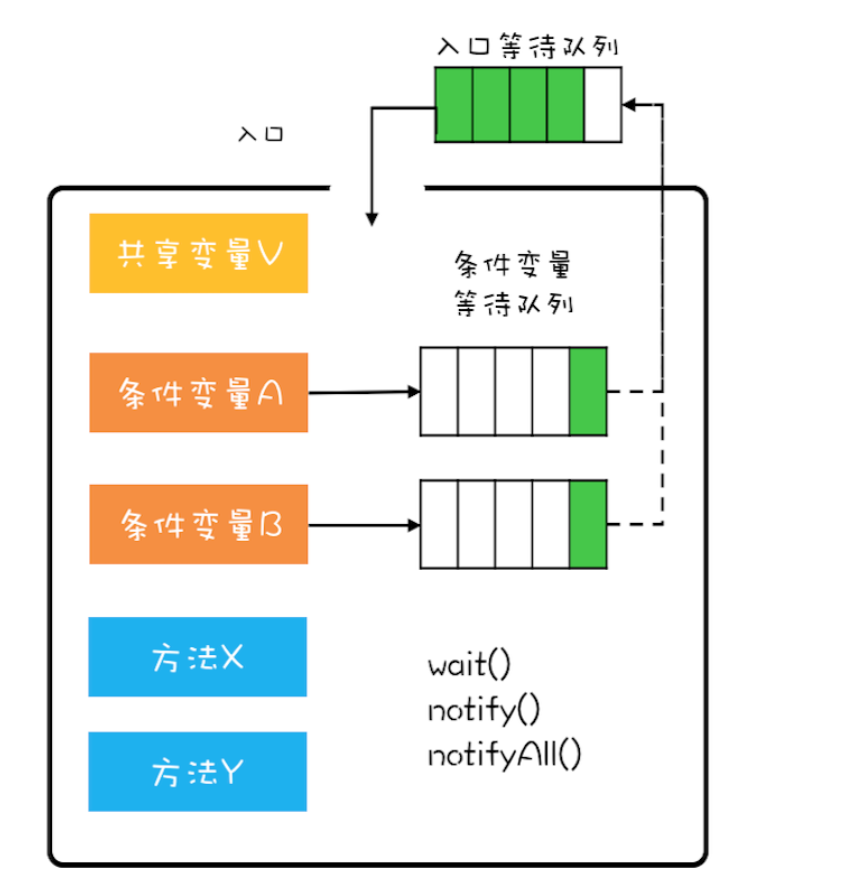 入口等待队列
入口
共享变量V
条件变量
等待队列
条件变量A
条件变量B
方法X
方法Y
wait()
notify()
notifyAll()